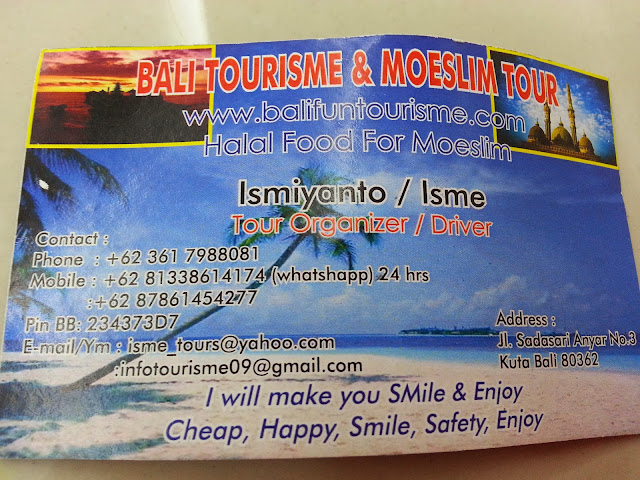 BALI TOURISME & MOESLIM TOUR
www.balifuntourisme.com
Halal Food For Moeslim
Ismiyanto / Isme
Tour Organizer / Driver
Contact :
Phone : +62 361 7988081
Mobile : +62 81338614174 (whatshapp) 24 hrs
:+62 87861454277
Pin BB: 234373D7
E-mail/Ym : isme_tours@yahoo.com
:infotourisme09@gmail.com
Address :
Jl. Sadasari Anyar No.3
Kuta Bali 80362
I will make you SMile & Enjoy
Cheap, Happy, Smile, Safety, Enjoy